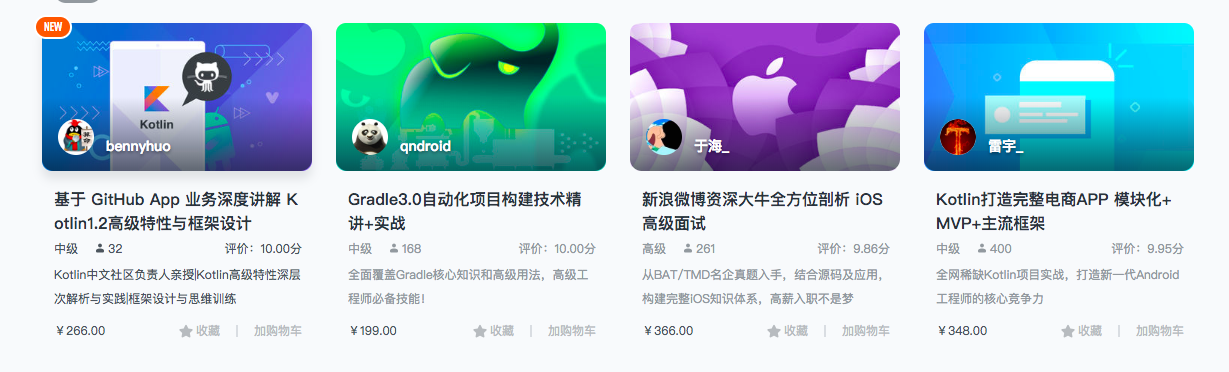 NEW
Kotlin
bennyhuo
基于 GitHub App 业务深度讲解 K
otlin1.2高级特性与框架设计
中级 32 评价：10.00分
Kotlin中文社区负责人亲授|Kotlin高级特性深层
次解析与实践|框架设计与思维训练
￥266.00 收藏 | 加购物车
qndroid
Gradle3.0自动化项目构建技术精
讲+实战
中级 168 评价：10.00分
全面覆盖Gradle核心知识和高级用法，高级工
程师必备技能！
￥199.00 收藏 | 加购物车
于海_
新浪微博资深大牛全方位剖析 iOS
高级面试
高级 261 评价：9.86分
从BAT/TMD名企真题入手，结合源码及应用，
构建完整iOS知识体系，高薪入职不是梦
￥366.00 收藏 | 加购物车
雷宇_
Kotlin打造完整电商APP 模块化+
MVP+主流框架
中级 400 评价：9.95分
全网稀缺Kotlin项目实战，打造新一代Android
工程师的核心竞争力
￥348.00 收藏 | 加购物车